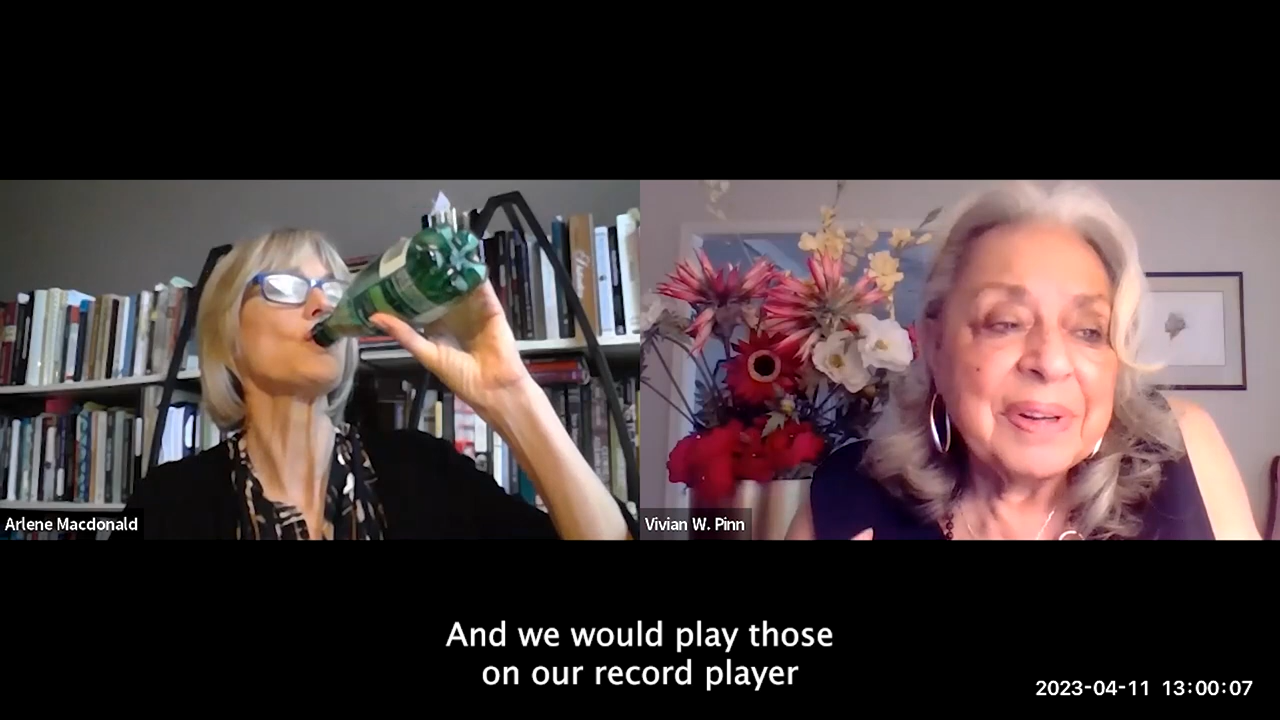 Arlene Macdonald
Vivian W. Pinn
And we would play those
on our record player
2023-04-11 13:00:07